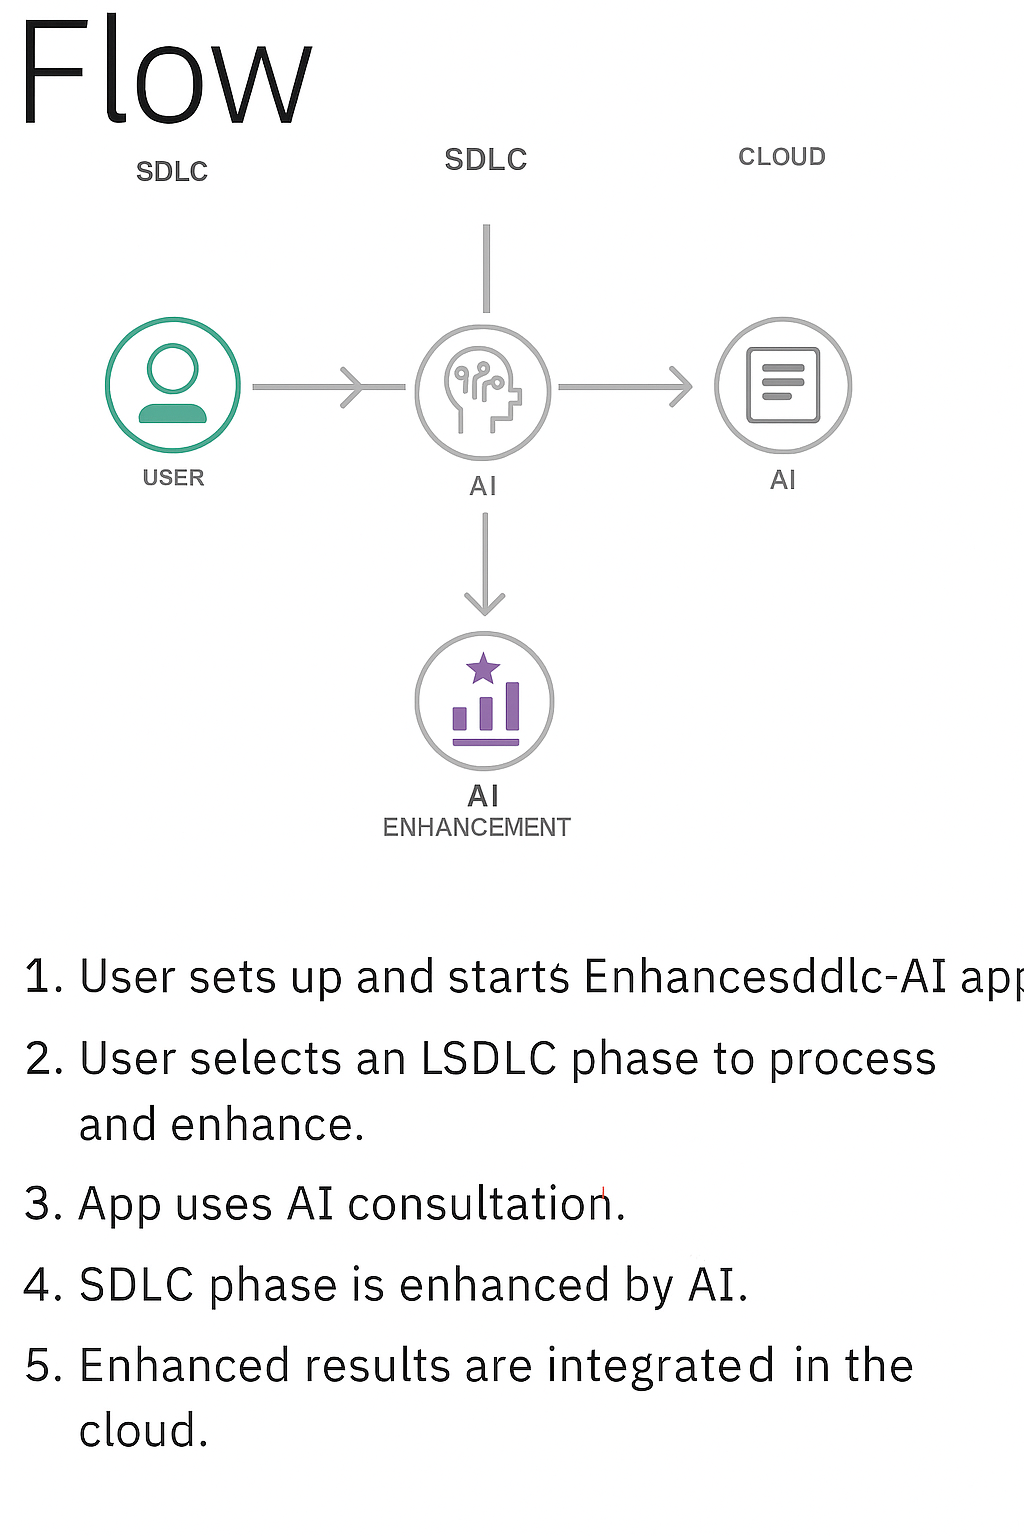 Flow
SDLC
SDLC
CLOUD
USER
AI
AI
AI
ENHANCEMENT
1. User sets up and starts Enhancesddlc-AI app
2. User selects an LSDLC phase to process
and enhance.
3. App uses AI consultation.
4. SDLC phase is enhanced by AI.
5. Enhanced results are integrated in the
cloud.